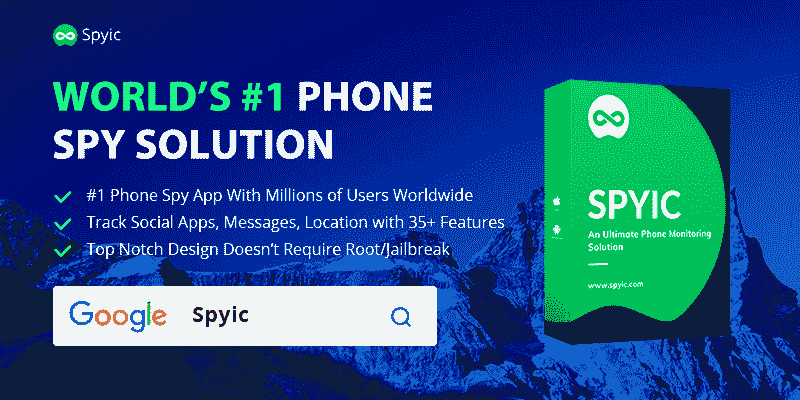 Spyic
WORLD'S #1 PHONE
SPY SOLUTION
#1 Phone Spy App With Millions of Users Worldwide
Track Social Apps, Messages, Location with 35+ Features
Top Notch Design Doesn't Require Root/Jailbreak
Google Spyic
SPYIC
An Ultimate Phone Monitoring
Solution
www.spyic.com